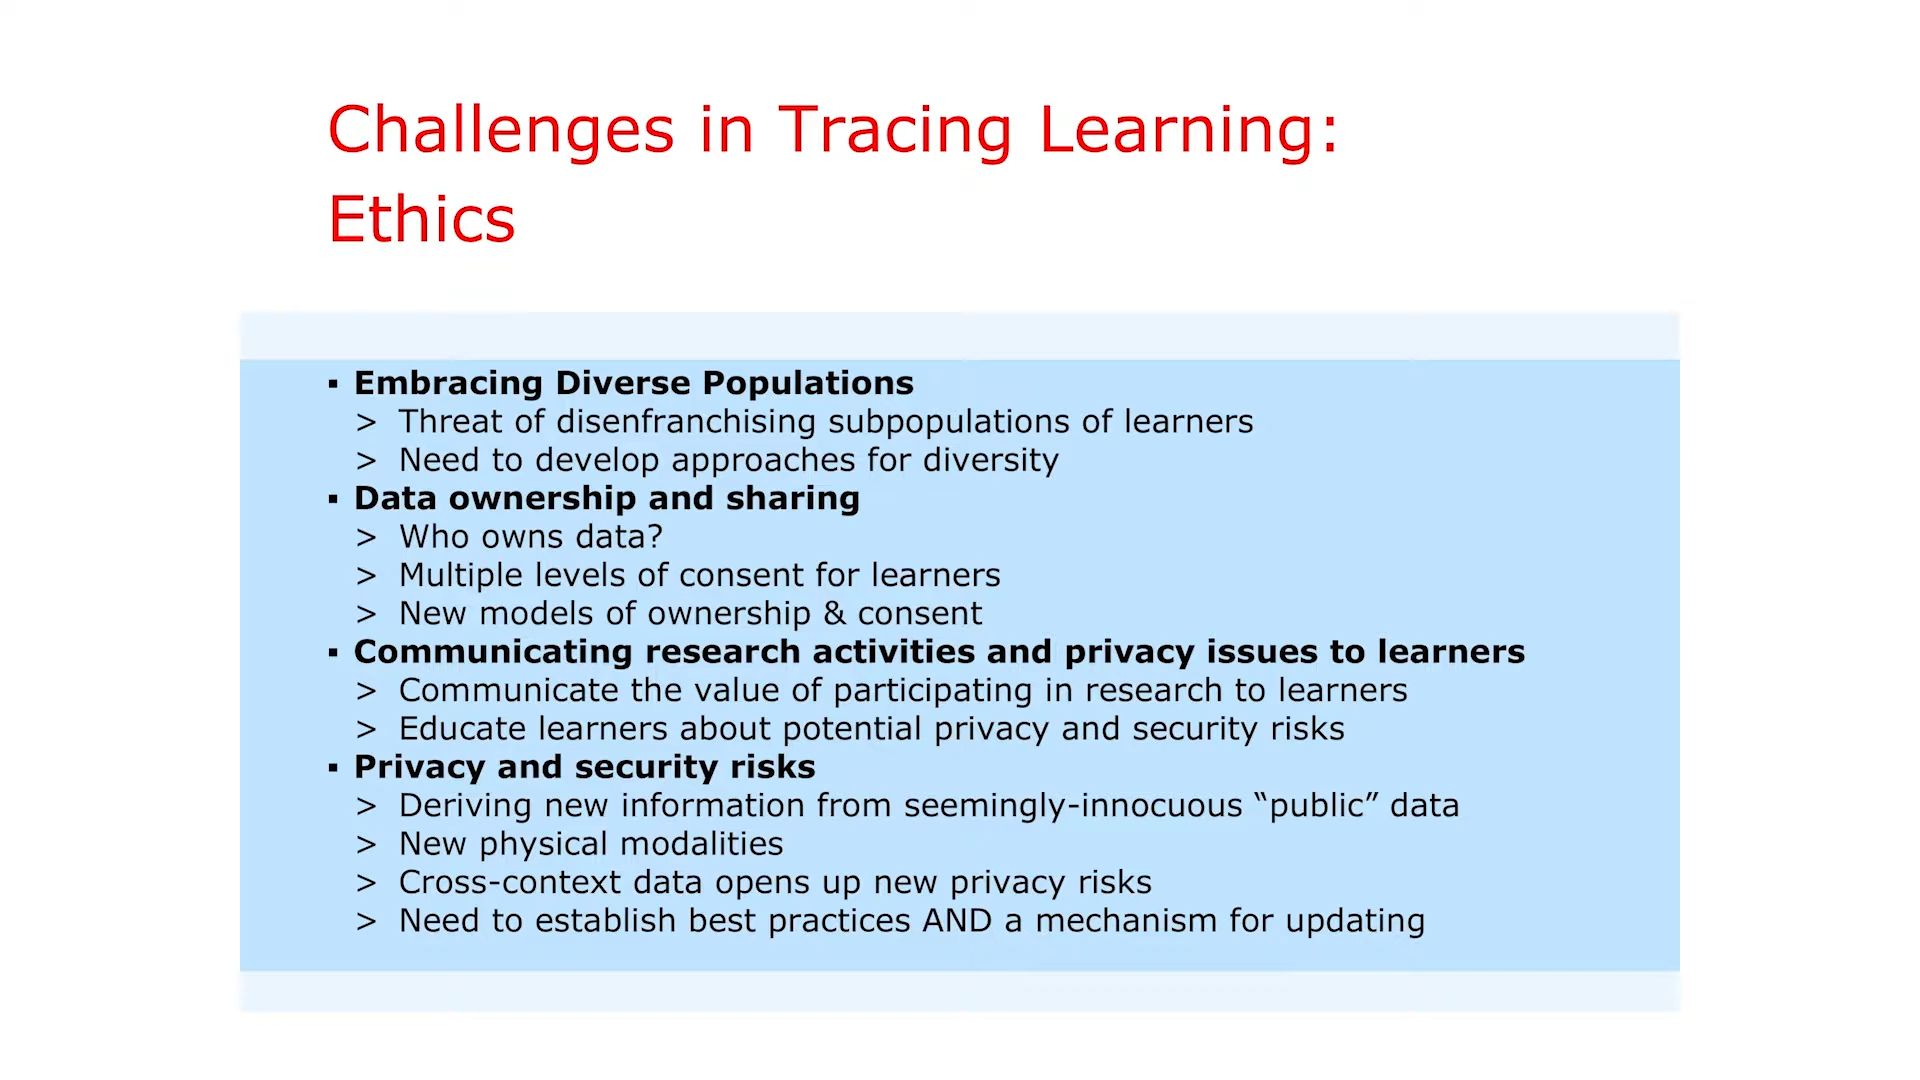 Challenges in Tracing Learning:
Ethics
▪ Embracing Diverse Populations
> Threat of disenfranchising subpopulations of learners
> Need to develop approaches for diversity
▪ Data ownership and sharing
> Who owns data?
> Multiple levels of consent for learners
> New models of ownership & consent
▪ Communicating research activities and privacy issues to learners
> Communicate the value of participating in research to learners
> Educate learners about potential privacy and security risks
▪ Privacy and security risks
> Deriving new information from seemingly-innocuous “public” data
> New physical modalities
> Cross-context data opens up new privacy risks
> Need to establish best practices AND a mechanism for updating